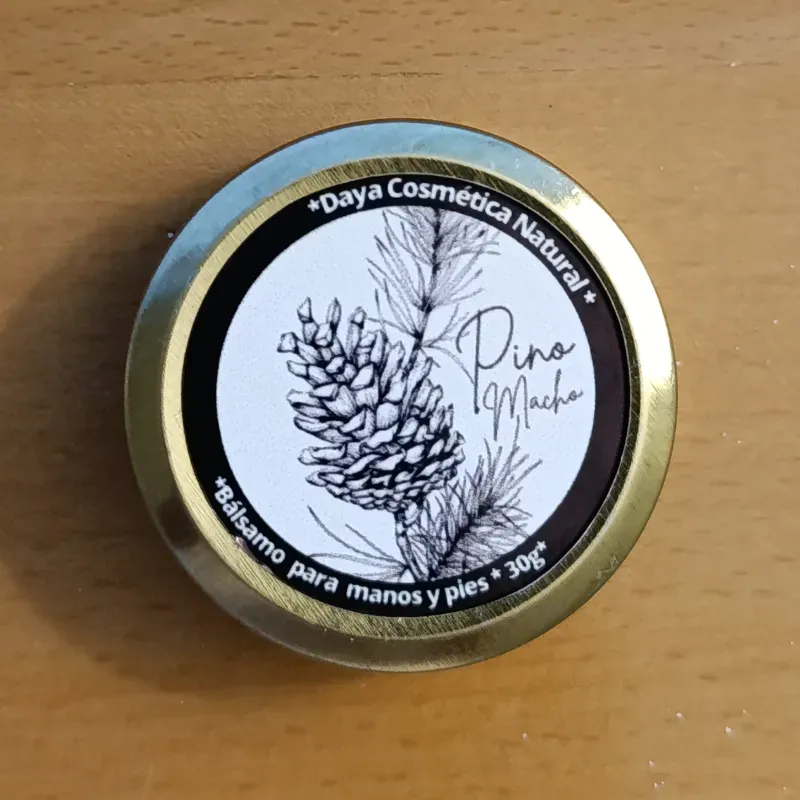 *Daya Cosmética Natural *
Pino
Macho
*Bálsamo para manos y pies * 30g*